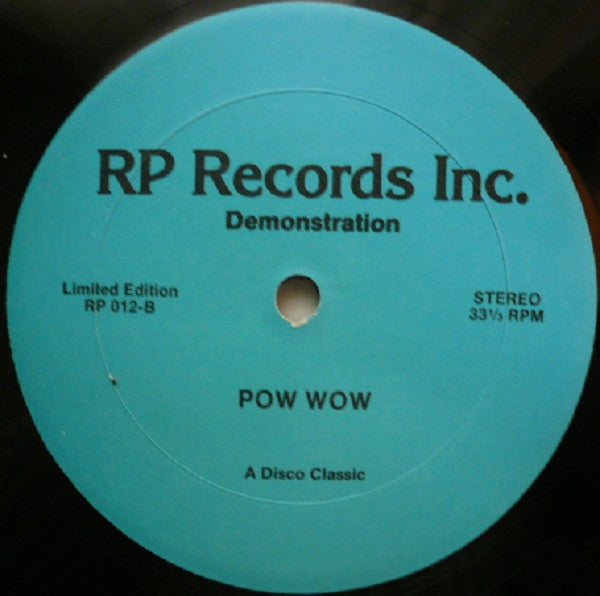 RP Records Inc.
Demonstration
Limited Edition
RP 012-B
STEREO
33⅓ RPM
POW WOW
A Disco Classic